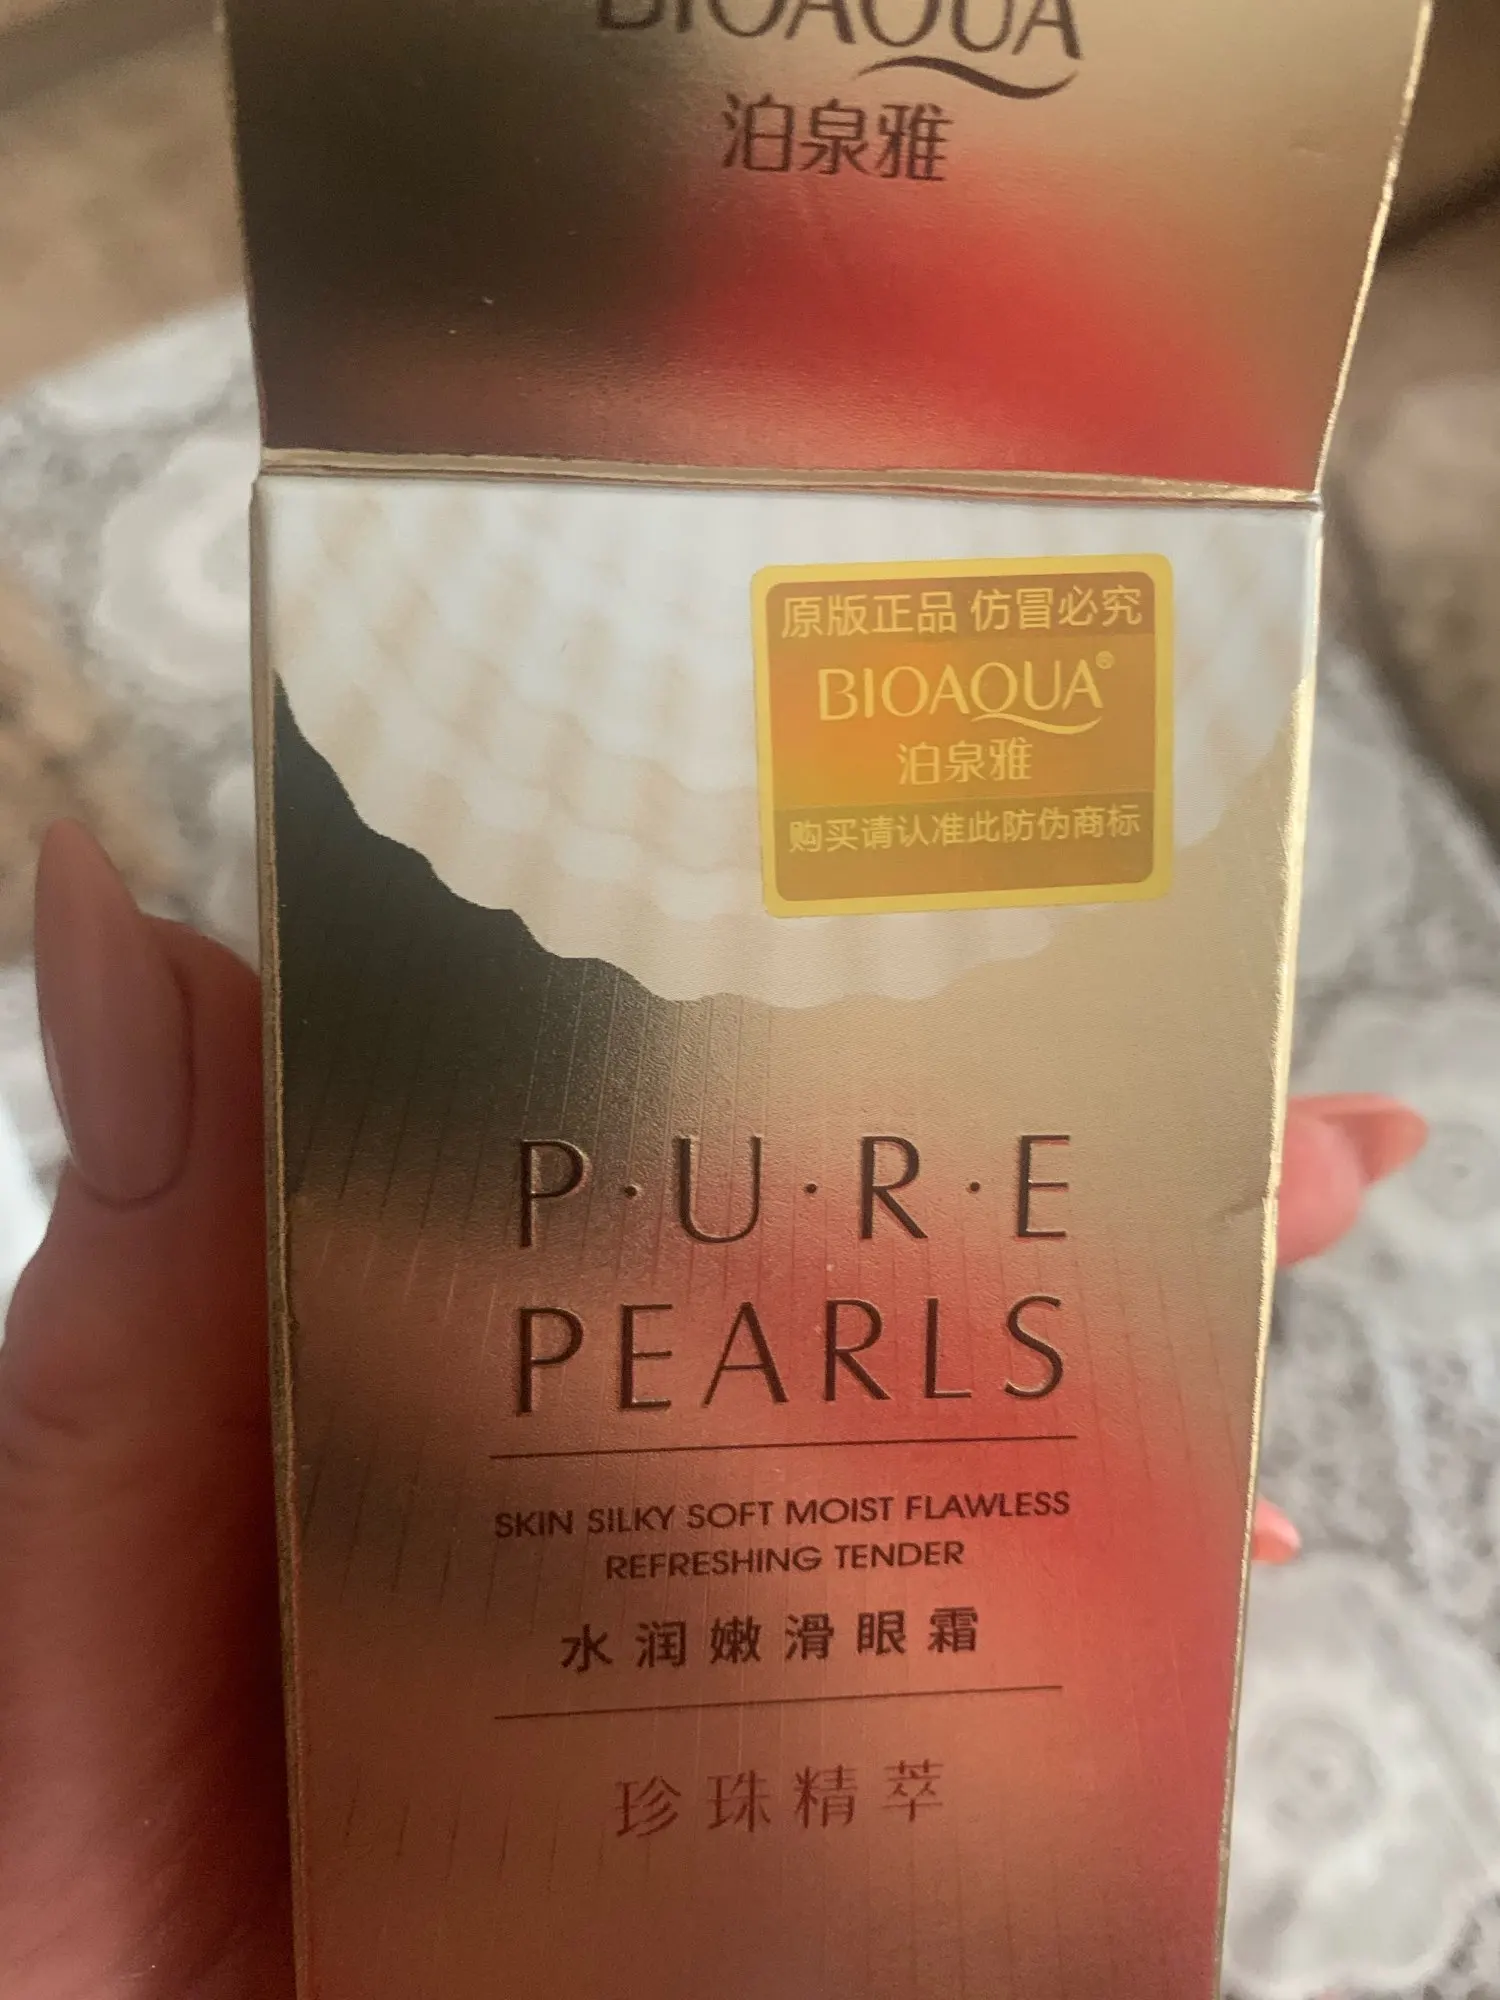 BIOAQUA
泊泉雅
原版正品 仿冒必究
BIOAQUA®
泊泉雅
购买请认准此防伪商标
P·U·R·E
PEARLS
SKIN SILKY SOFT MOIST FLAWLESS
REFRESHING TENDER
水润嫩滑眼霜
珍珠精萃